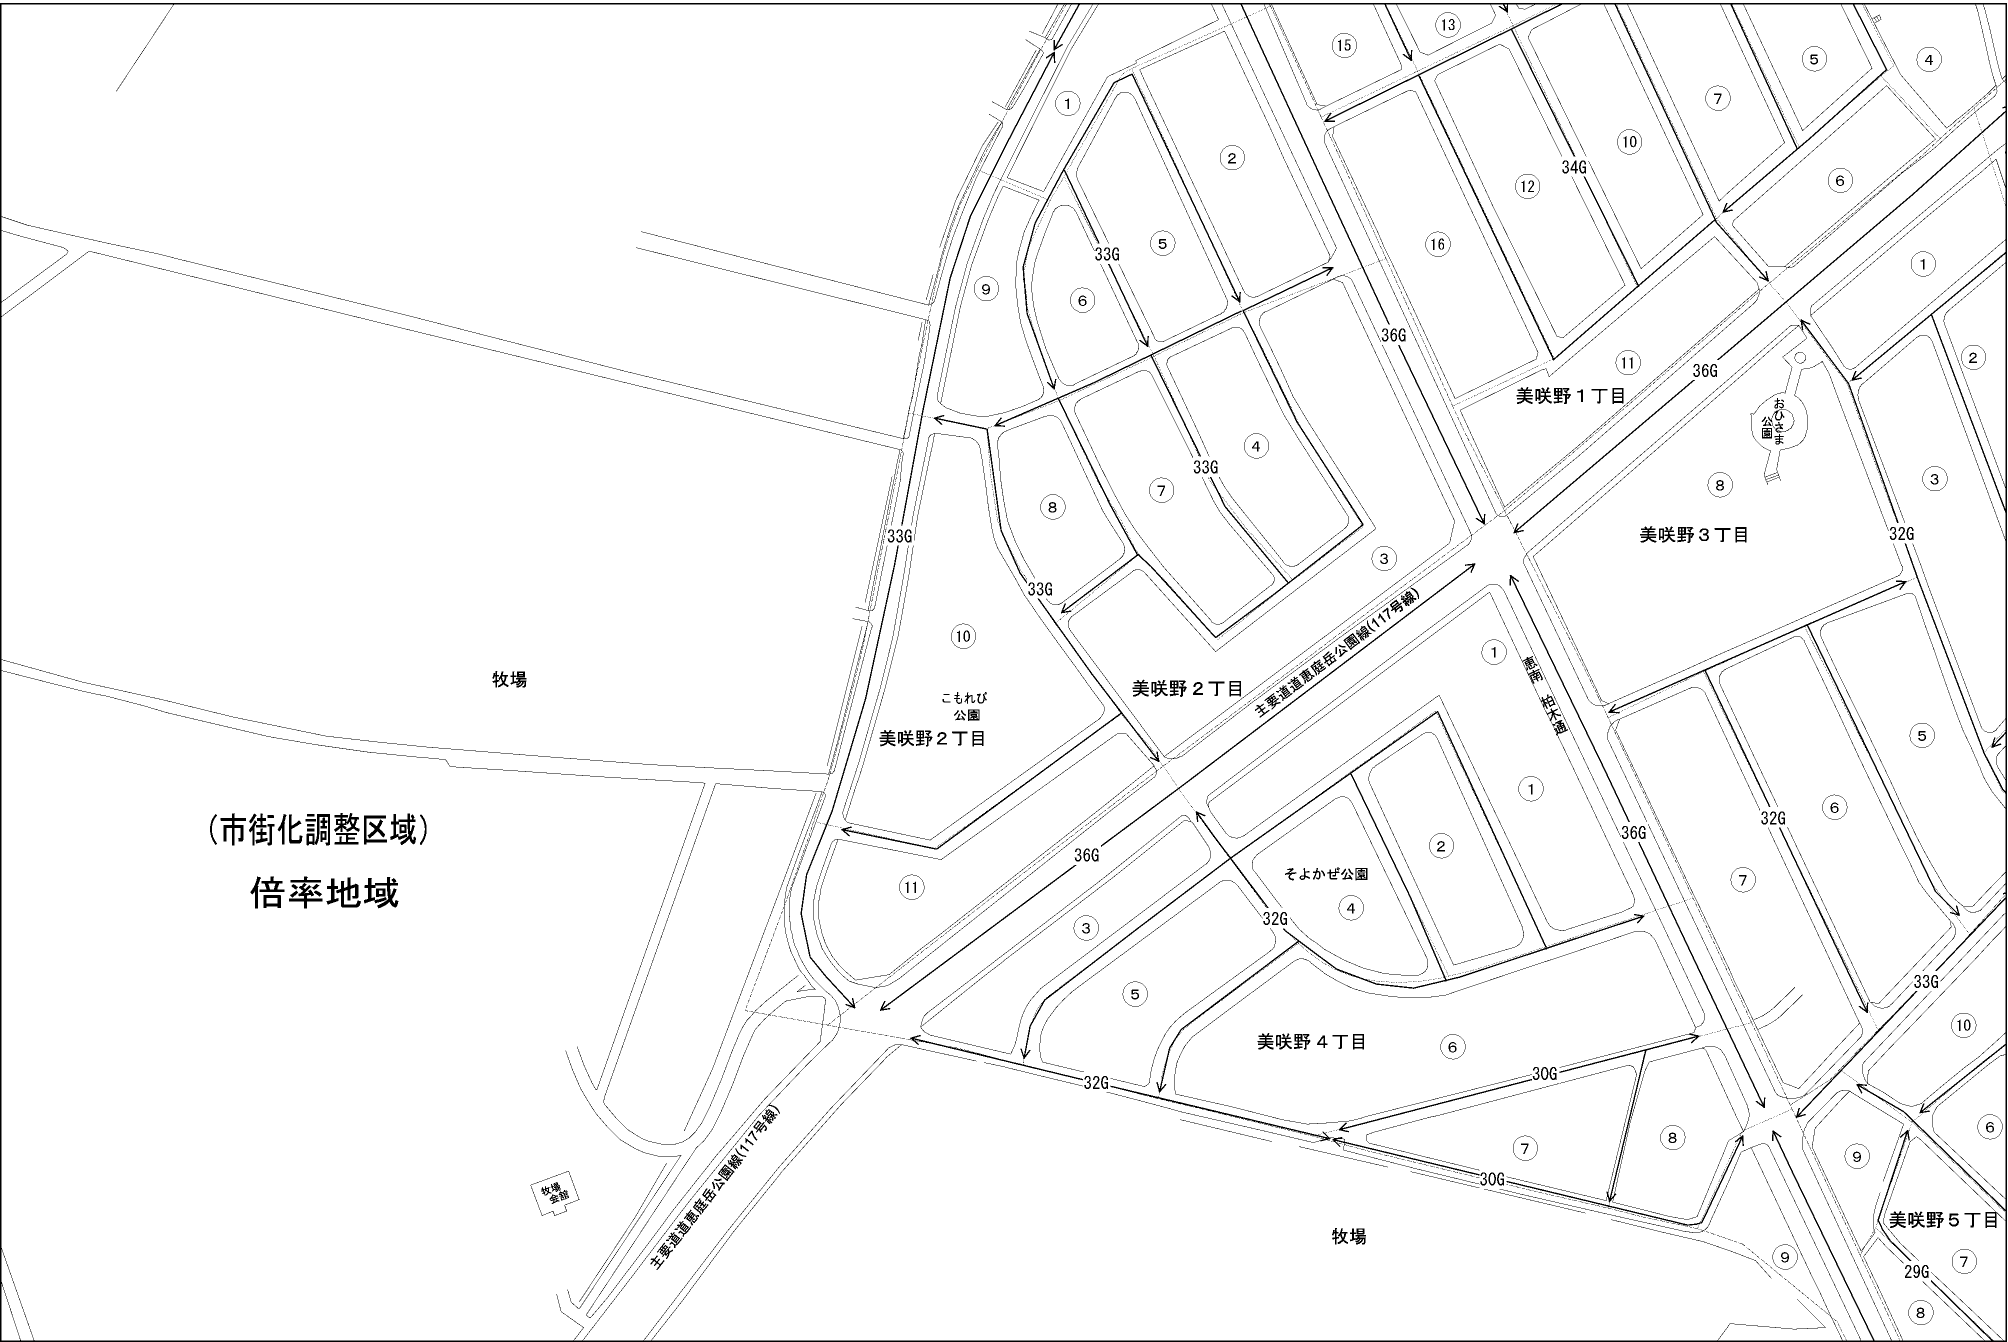 ⑬
⑮
⑤
④
①
⑦
②
⑩
34G
⑫
⑥
⑤
⑯
33G
①
⑨
⑥
36G
②
⑪
36G
美咲野１丁目
おひさま
公園
④
33G
⑦
③
⑧
⑧
33G
美咲野３丁目
32G
③
33G
主要道道恵庭岳公園線(117号線)
⑩
①
恵南 柏木通
牧場
美咲野２丁目
こもれび
公園
美咲野２丁目
⑤
①
⑥
32G
(市街化調整区域)
倍率地域
36G
②
36G
そよかぜ公園
⑦
⑪
④
32G
③
33G
⑤
⑩
美咲野４丁目
⑥
30G
32G
⑥
⑧
⑦
⑨
30G
主要道道恵庭岳公園線(117号線)
牧場
会館
美咲野５丁目
牧場
⑨
⑦
29G
⑧